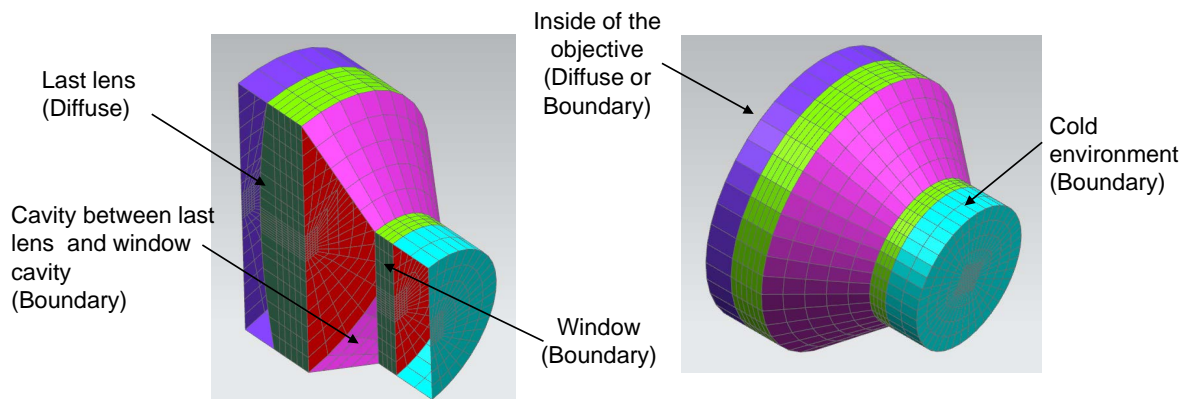 Inside of the
objective
(Diffuse or
Boundary)
Last lens
(Diffuse)
Cold
environment
(Boundary)
Cavity between last
lens and window
cavity
(Boundary)
Window
(Boundary)